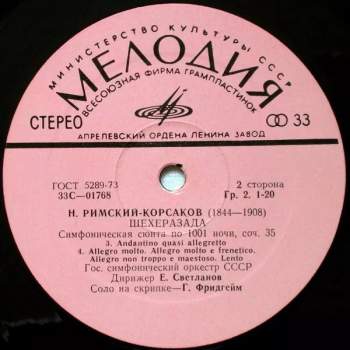 МИНИСТЕРСТВО КУЛЬТУРЫ СССР
МЕЛОДИЯ
ВСЕСОЮЗНАЯ ФИРМА ГРАМПЛАСТИНОК
СТЕРЕО
33
АПРЕЛЕВСКИЙ ОРДЕНА ЛЕНИНА ЗАВОД
ГОСТ 5289-73
2 сторона
33С—01768
Гр. 2. 1-20
Н. РИМСКИЙ-КОРСАКОВ (1844—1908)
ШЕХЕРАЗАДА
Симфоническая сюита по 1001 ночи, соч. 35
3. Andantino quasi allegretto
4. Allegro molto. Allegro molto e frenetico.
Allegro non troppo e maestoso. Lento
Гос. симфонический оркестр СССР
Дирижер Е. Светланов
Соло на скрипке—Г. Фридгейм